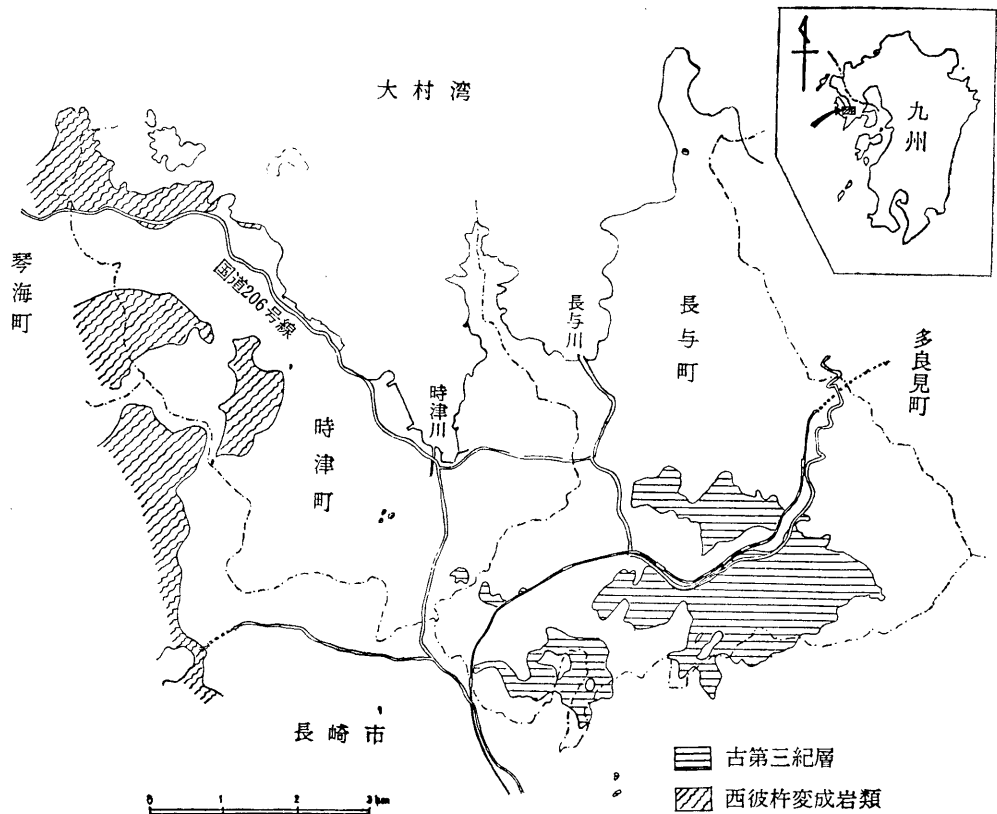 大村湾
九州
琴海町
国道206号線
長与川
長与町
多良見町
時津川
時津町
長崎市
古第三紀層
西彼杵変成岩類
0 1 2 3 km